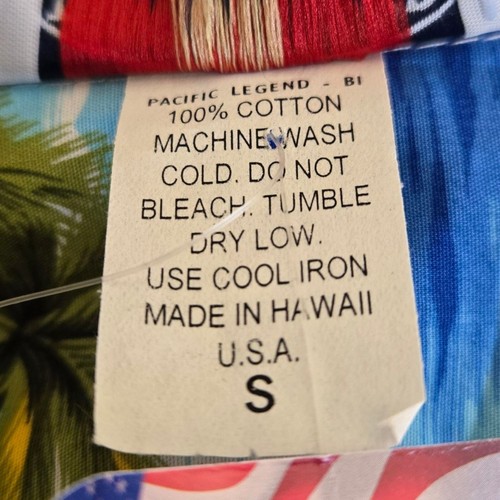 PACIFIC LEGEND - BI
100% COTTON
MACHINE WASH
COLD. DO NOT
BLEACH. TUMBLE
DRY LOW.
USE COOL IRON
MADE IN HAWAII
U.S.A.
S